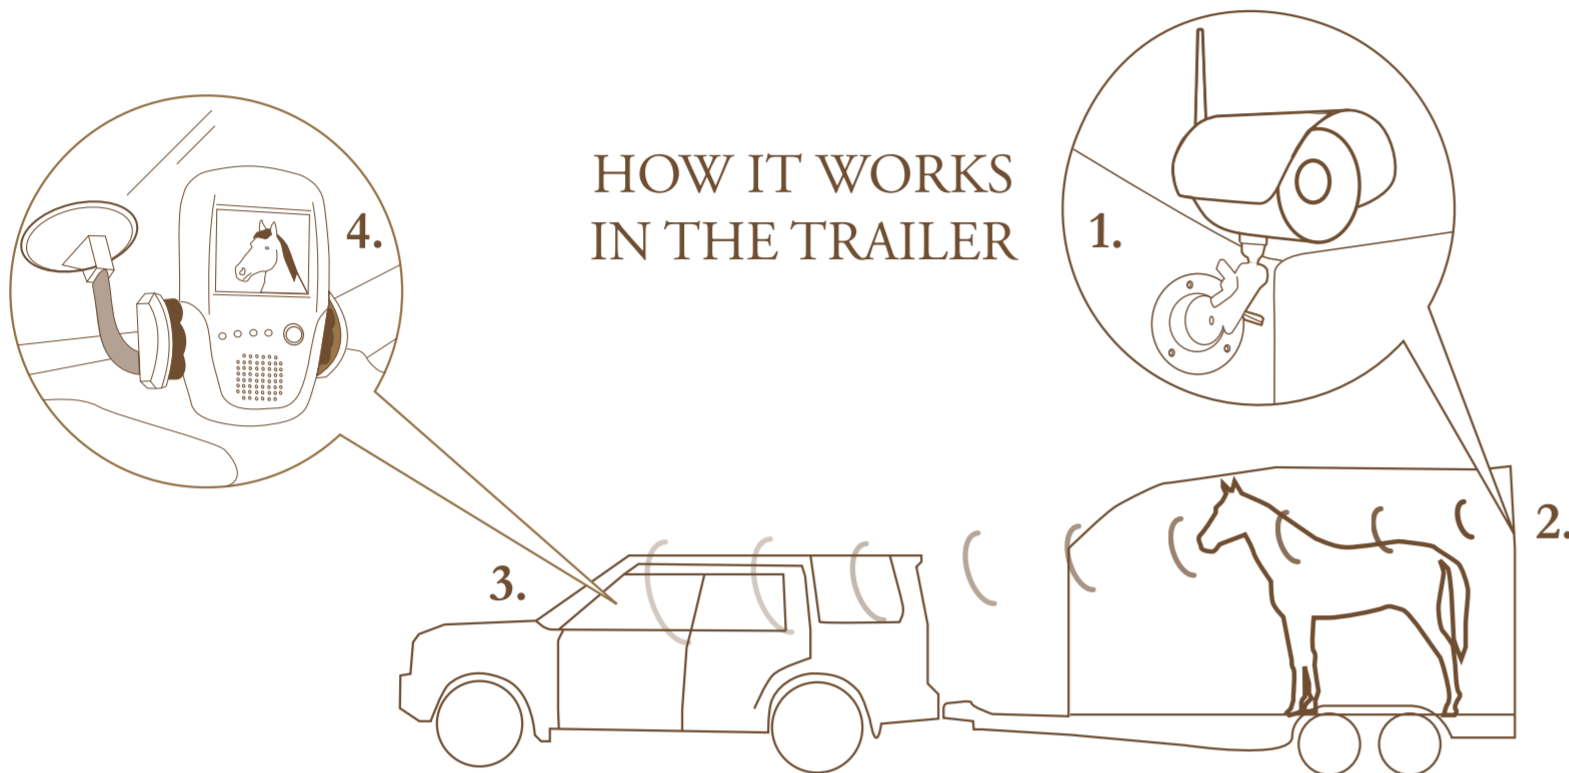 HOW IT WORKS
IN THE TRAILER
1.
4.
2.
3.